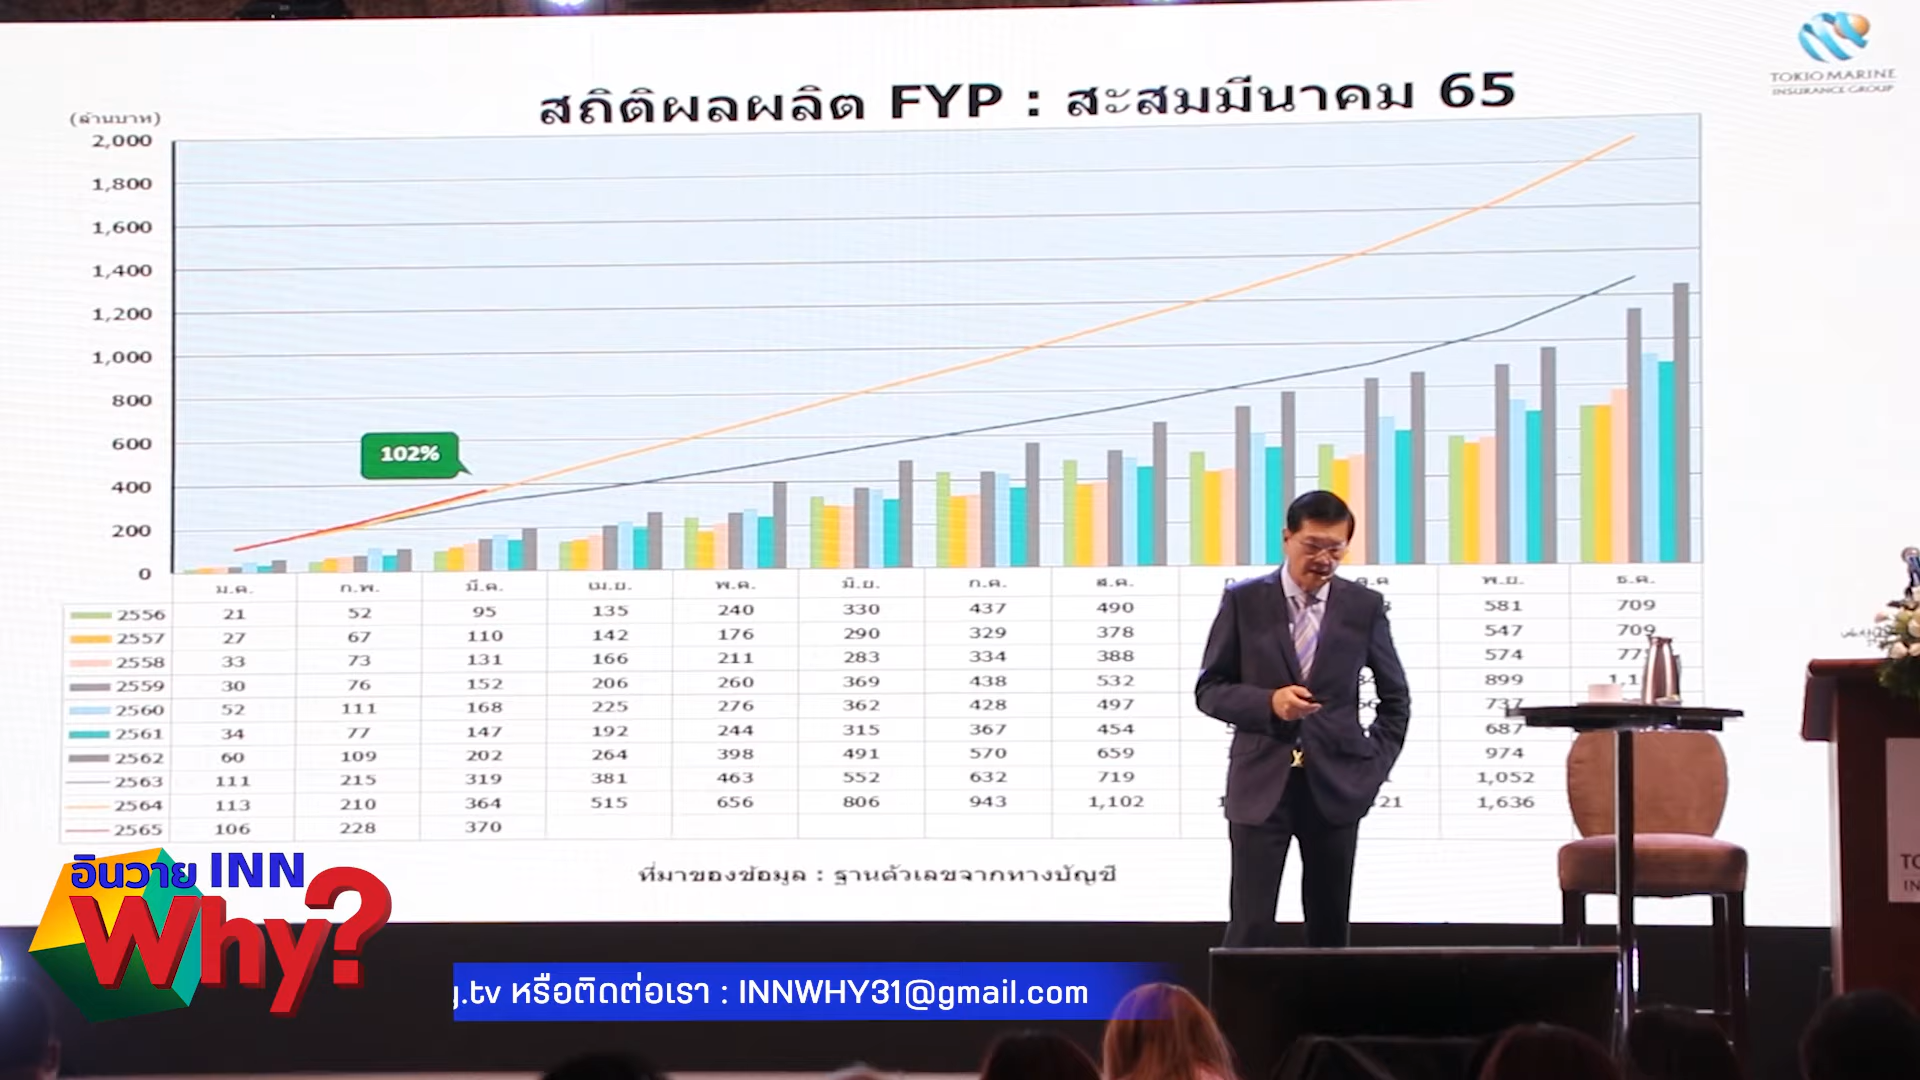 TOKIO MARINE
INSURANCE GROUP
สถิติผลผลิต FYP : สะสมมีนาคม 65
(ล้านบาท)
2,000
1,800
1,600
1,400
1,200
1,000
800
600
400
200
0
102%
ม.ค. ก.พ. มี.ค. เม.ย. พ.ค. มิ.ย. ก.ค. ส.ค. พ.ย. ธ.ค.
2556 21 52 95 135 240 330 437 490 581 709
2557 27 67 110 142 176 290 329 378 547 709
2558 33 73 131 166 211 283 334 388 574
2559 30 76 152 206 260 369 438 532 899
2560 52 111 168 225 276 362 428 497 737
2561 34 77 147 192 244 315 367 454 687
2562 60 109 202 264 398 491 570 659 974
2563 111 215 319 381 463 552 632 719 1,052
2564 113 210 364 515 656 806 943 1,102 1,636
2565 106 228 370
ที่มาของข้อมูล : ฐานตัวเลขจากทางบัญชี
อินวาย INN
Why?
.tv หรือติดต่อเรา : INNWHY31@gmail.com